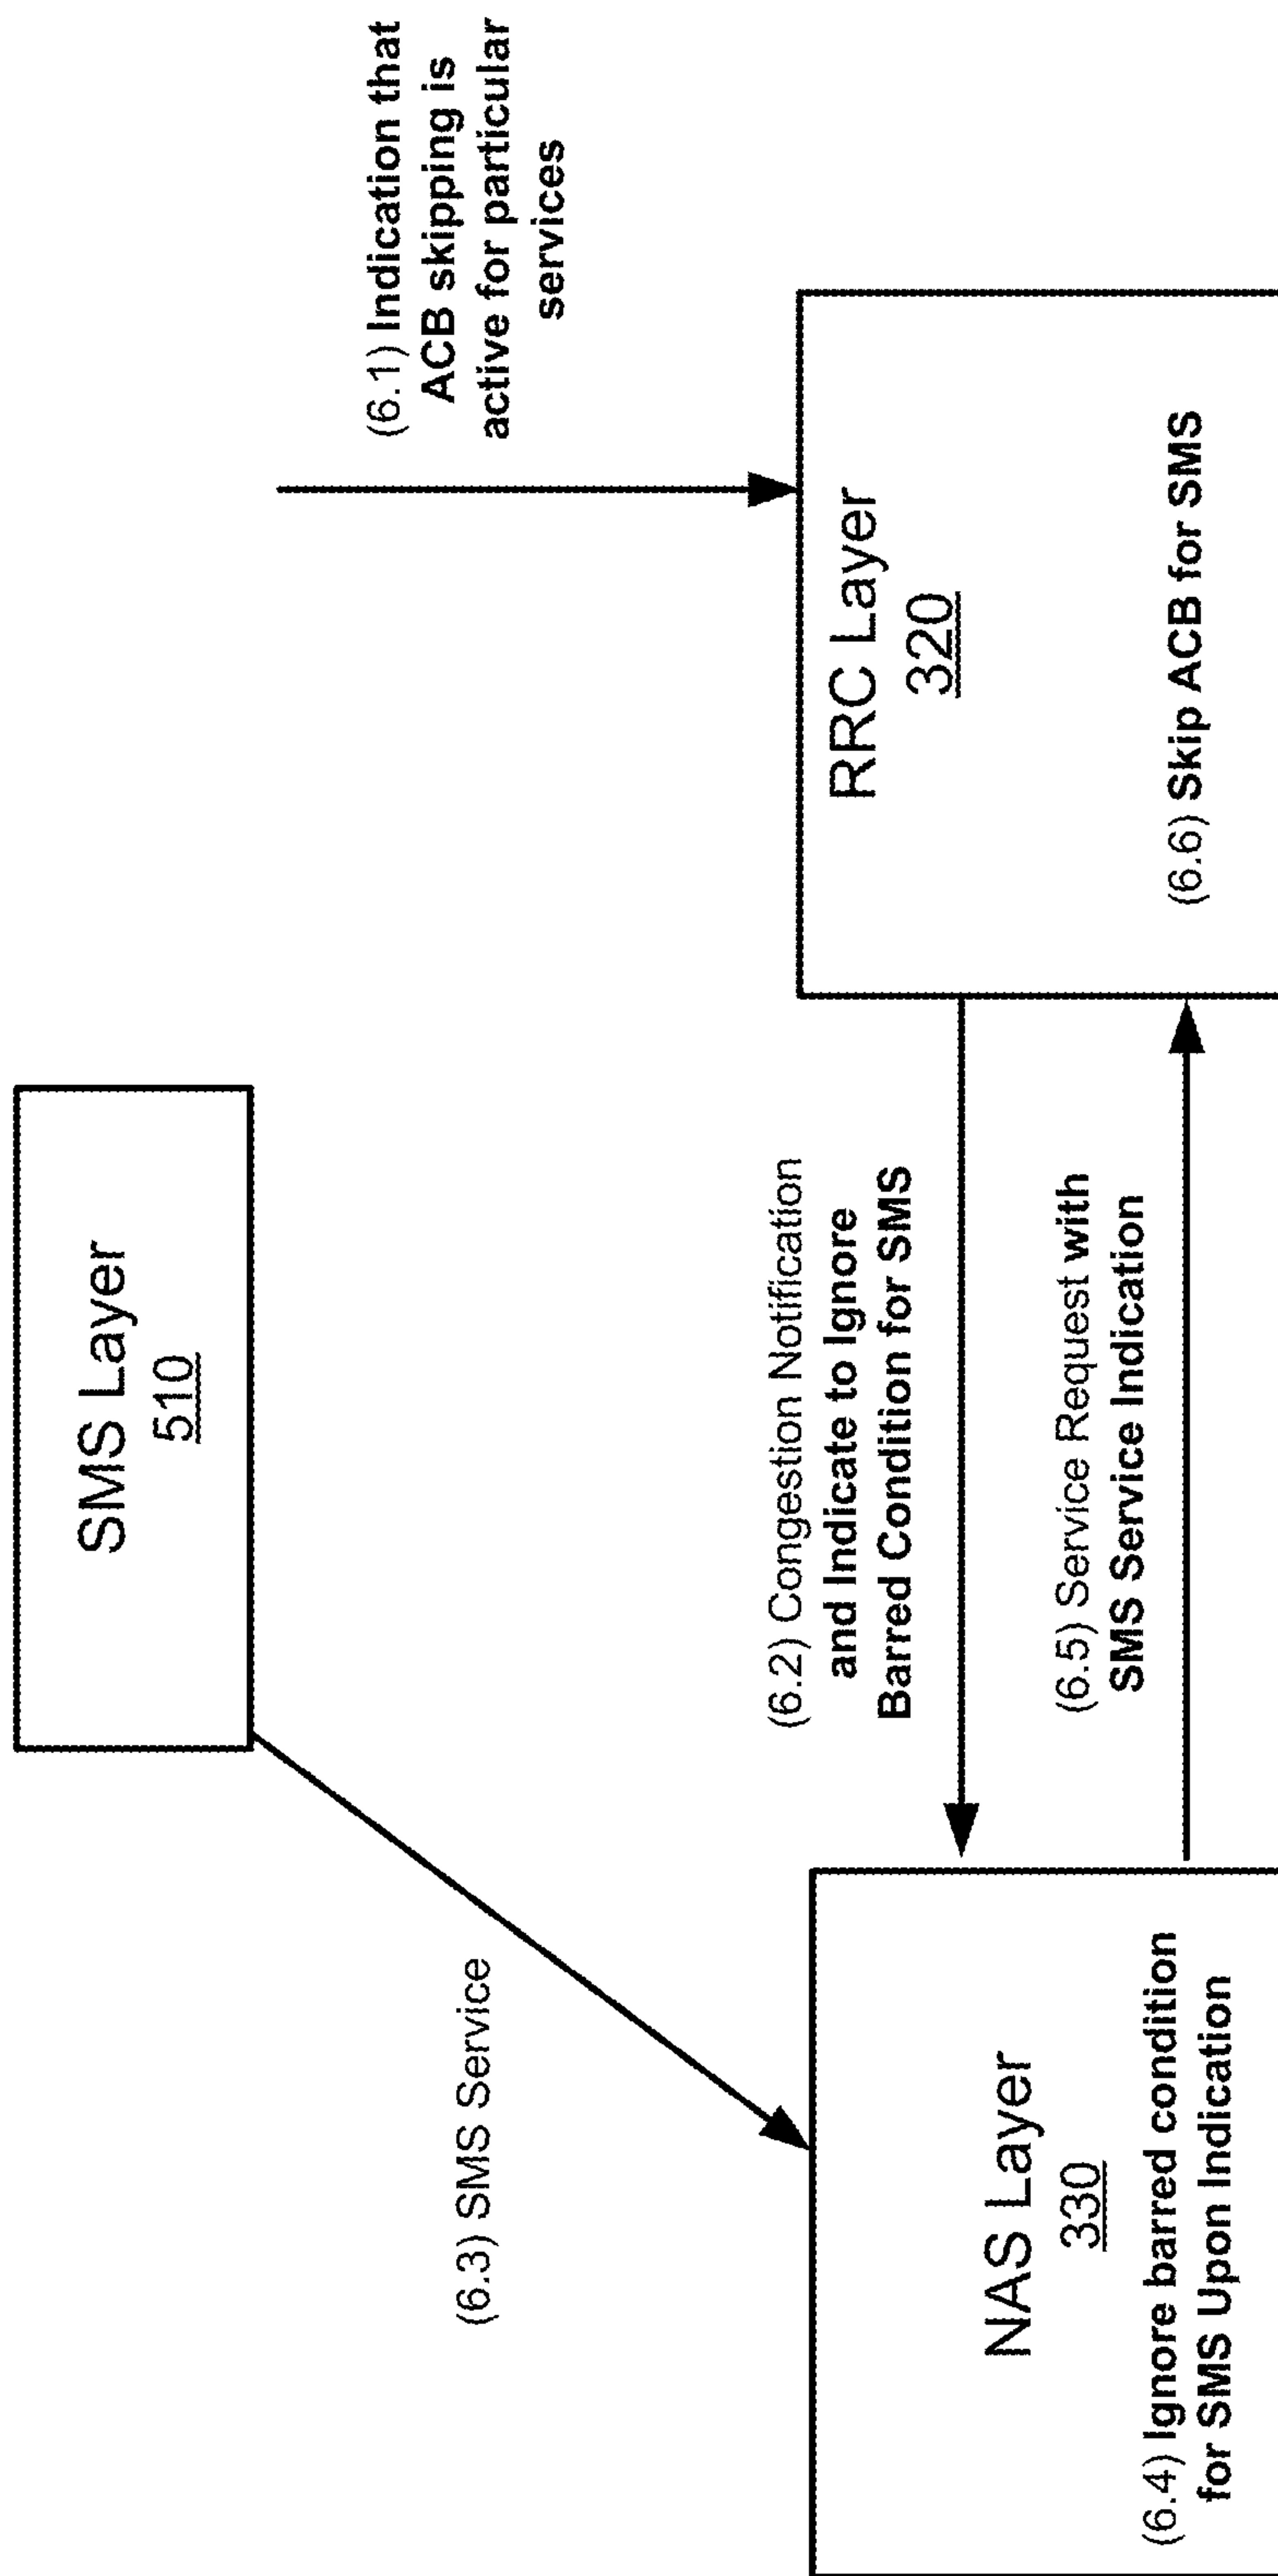 SMS Layer
510
(6.1) Indication that
ACB skipping is
active for particular
services
(6.3) SMS Service
(6.2) Congestion Notification
and Indicate to Ignore
Barred Condition for SMS
(6.5) Service Request with
SMS Service Indication
NAS Layer
330
(6.4) Ignore barred condition
for SMS Upon Indication
RRC Layer
320
(6.6) Skip ACB for SMS